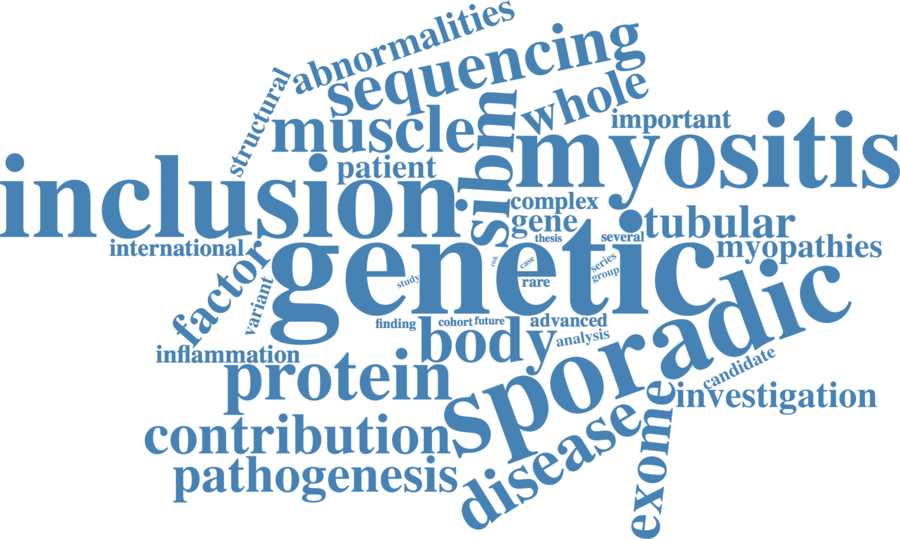 abnormalities
sequencing
structural
whole
muscle
important
sibm
myositis
patient
inclusion
complex
gene
tubular
thesis
several
international
myopathies
genetic
factor
risk
case
series
group
study
rare
variant
sporadic
finding
cohort
future
advanced
body
analysis
inflammation
candidate
protein
investigation
disease
exome
contribution
pathogenesis